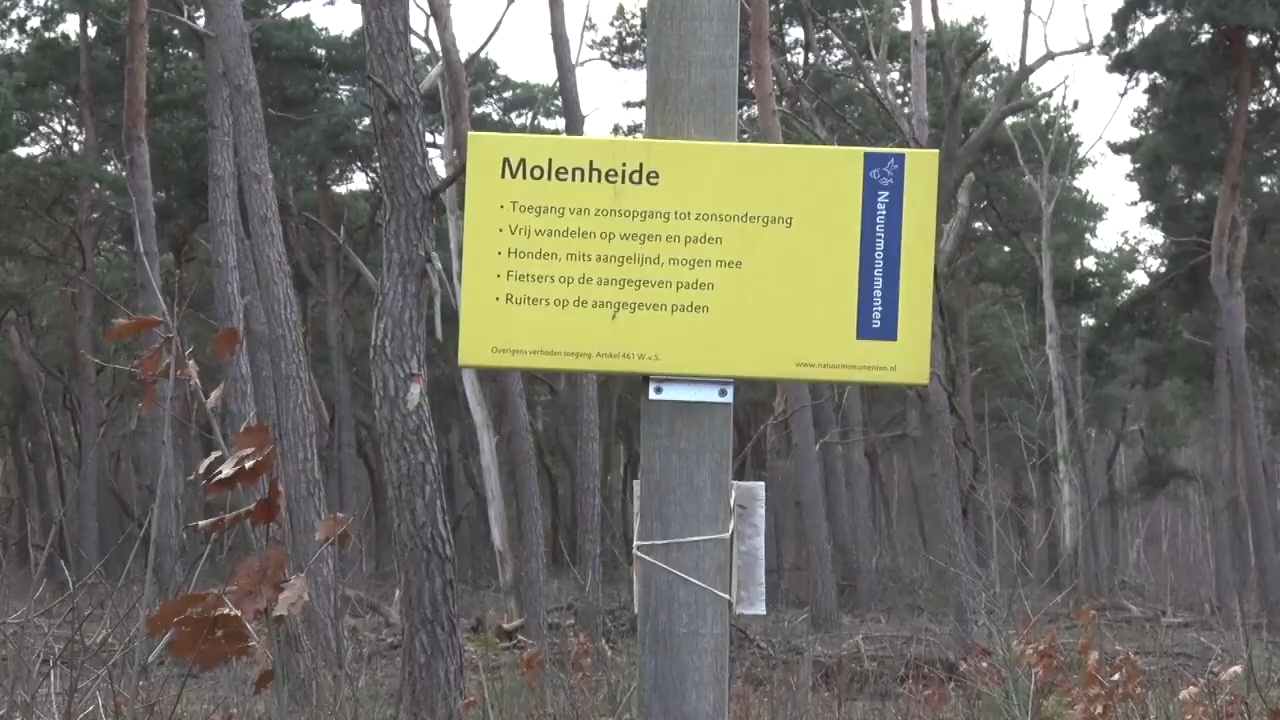 Molenheide
• Toegang van zonsopgang tot zonsondergang
• Vrij wandelen op wegen en paden
• Honden, mits aangelijnd, mogen mee
• Fietsers op de aangegeven paden
• Ruiters op de aangegeven paden
Overigens verboden toegang. Artikel 461 W.v.S.
www.natuurmonumenten.nl
Natuurmonumenten